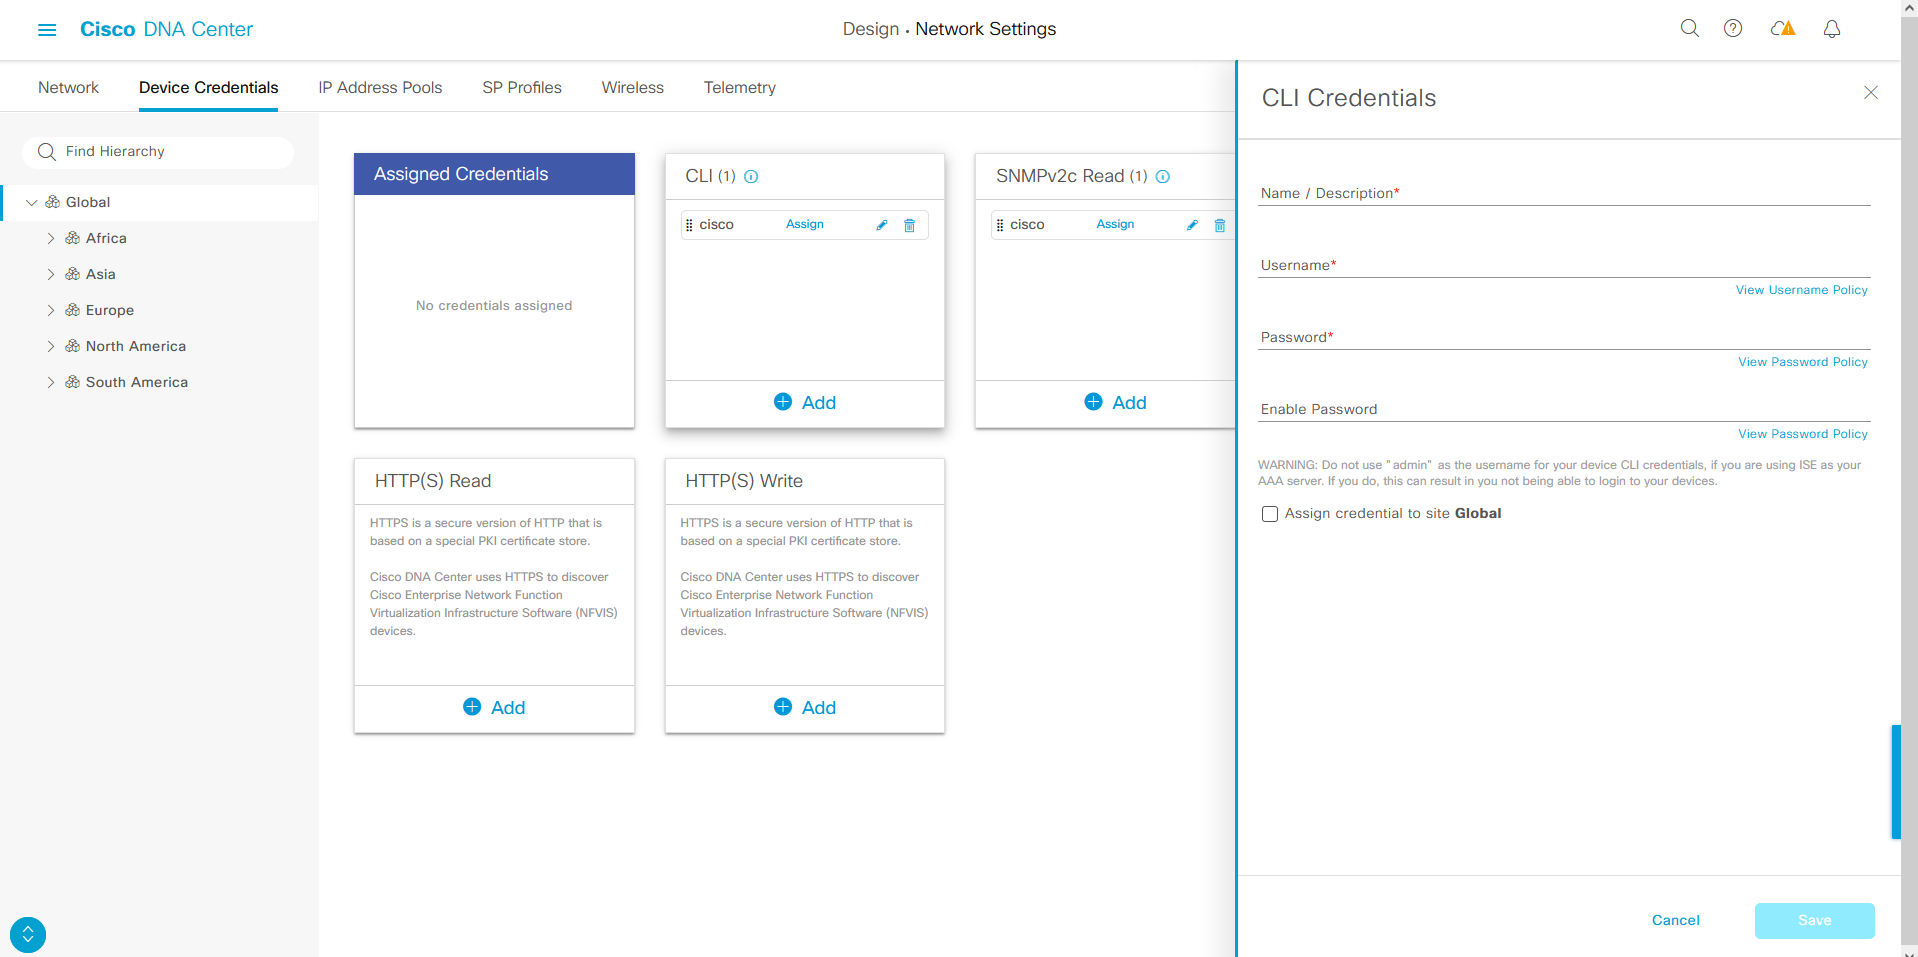 Cisco DNA Center
Design • Network Settings
Network
Device Credentials
IP Address Pools
SP Profiles
Wireless
Telemetry
Find Hierarchy
Global
Africa
Asia
Europe
North America
South America
Assigned Credentials
No credentials assigned
CLI (1)
cisco
Assign
Add
SNMPv2c Read (1)
cisco
Assign
Add
HTTP(S) Read
HTTPS is a secure version of HTTP that is
based on a special PKI certificate store.
Cisco DNA Center uses HTTPS to discover
Cisco Enterprise Network Function
Virtualization Infrastructure Software (NFVIS)
devices.
Add
HTTP(S) Write
HTTPS is a secure version of HTTP that is
based on a special PKI certificate store.
Cisco DNA Center uses HTTPS to discover
Cisco Enterprise Network Function
Virtualization Infrastructure Software (NFVIS)
devices.
Add
CLI Credentials
Name / Description*
Username*
View Username Policy
Password*
View Password Policy
Enable Password
View Password Policy
WARNING: Do not use "admin" as the username for your device CLI credentials, if you are using ISE as your
AAA server. If you do, this can result in you not being able to login to your devices.
Assign credential to site Global
Cancel
Save